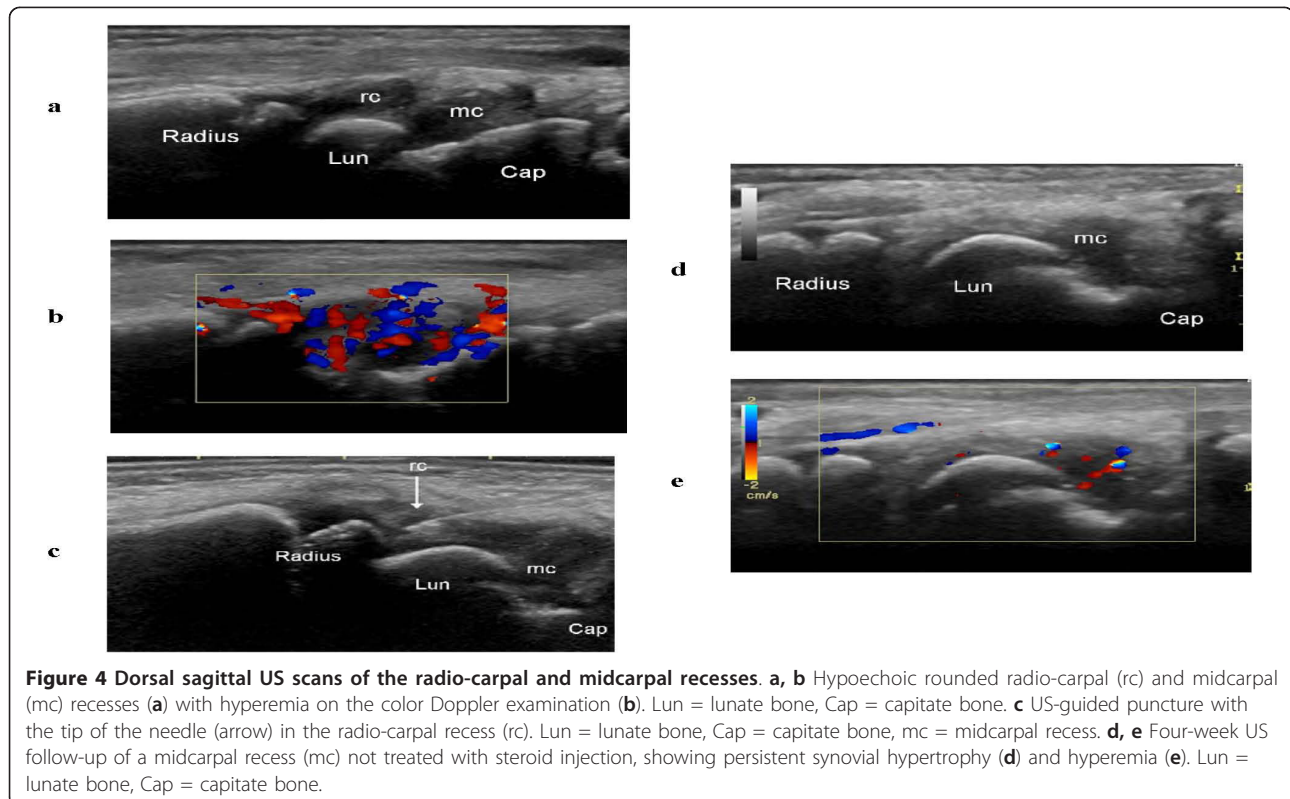 a
rc
mc
Radius
Lun
Cap
b
c
rc
Radius
mc
Lun
Cap
d
mc
1
Radius
Lun
Cap
e
2
-2
cm/s
1
Figure 4 Dorsal sagittal US scans of the radio-carpal and midcarpal recesses. a, b Hypoechoic rounded radio-carpal (rc) and midcarpal
(mc) recesses (a) with hyperemia on the color Doppler examination (b). Lun = lunate bone, Cap = capitate bone. c US-guided puncture with
the tip of the needle (arrow) in the radio-carpal recess (rc). Lun = lunate bone, Cap = capitate bone, mc = midcarpal recess. d, e Four-week US
follow-up of a midcarpal recess (mc) not treated with steroid injection, showing persistent synovial hypertrophy (d) and hyperemia (e). Lun =
lunate bone, Cap = capitate bone.